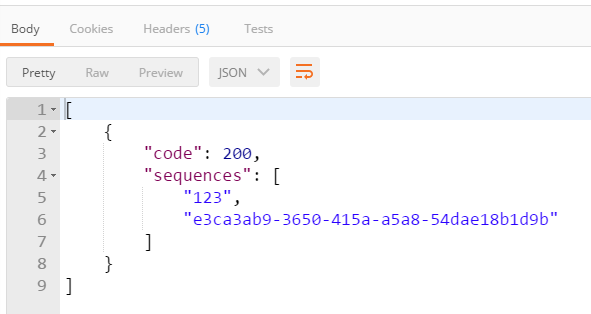 Body Cookies Headers (5) Tests
Pretty Raw Preview JSON
1 [
2 {
3 "code": 200,
4 "sequences": [
5 "123",
6 "e3ca3ab9-3650-415a-a5a8-54dae18b1d9b"
7 ]
8 }
9 ]